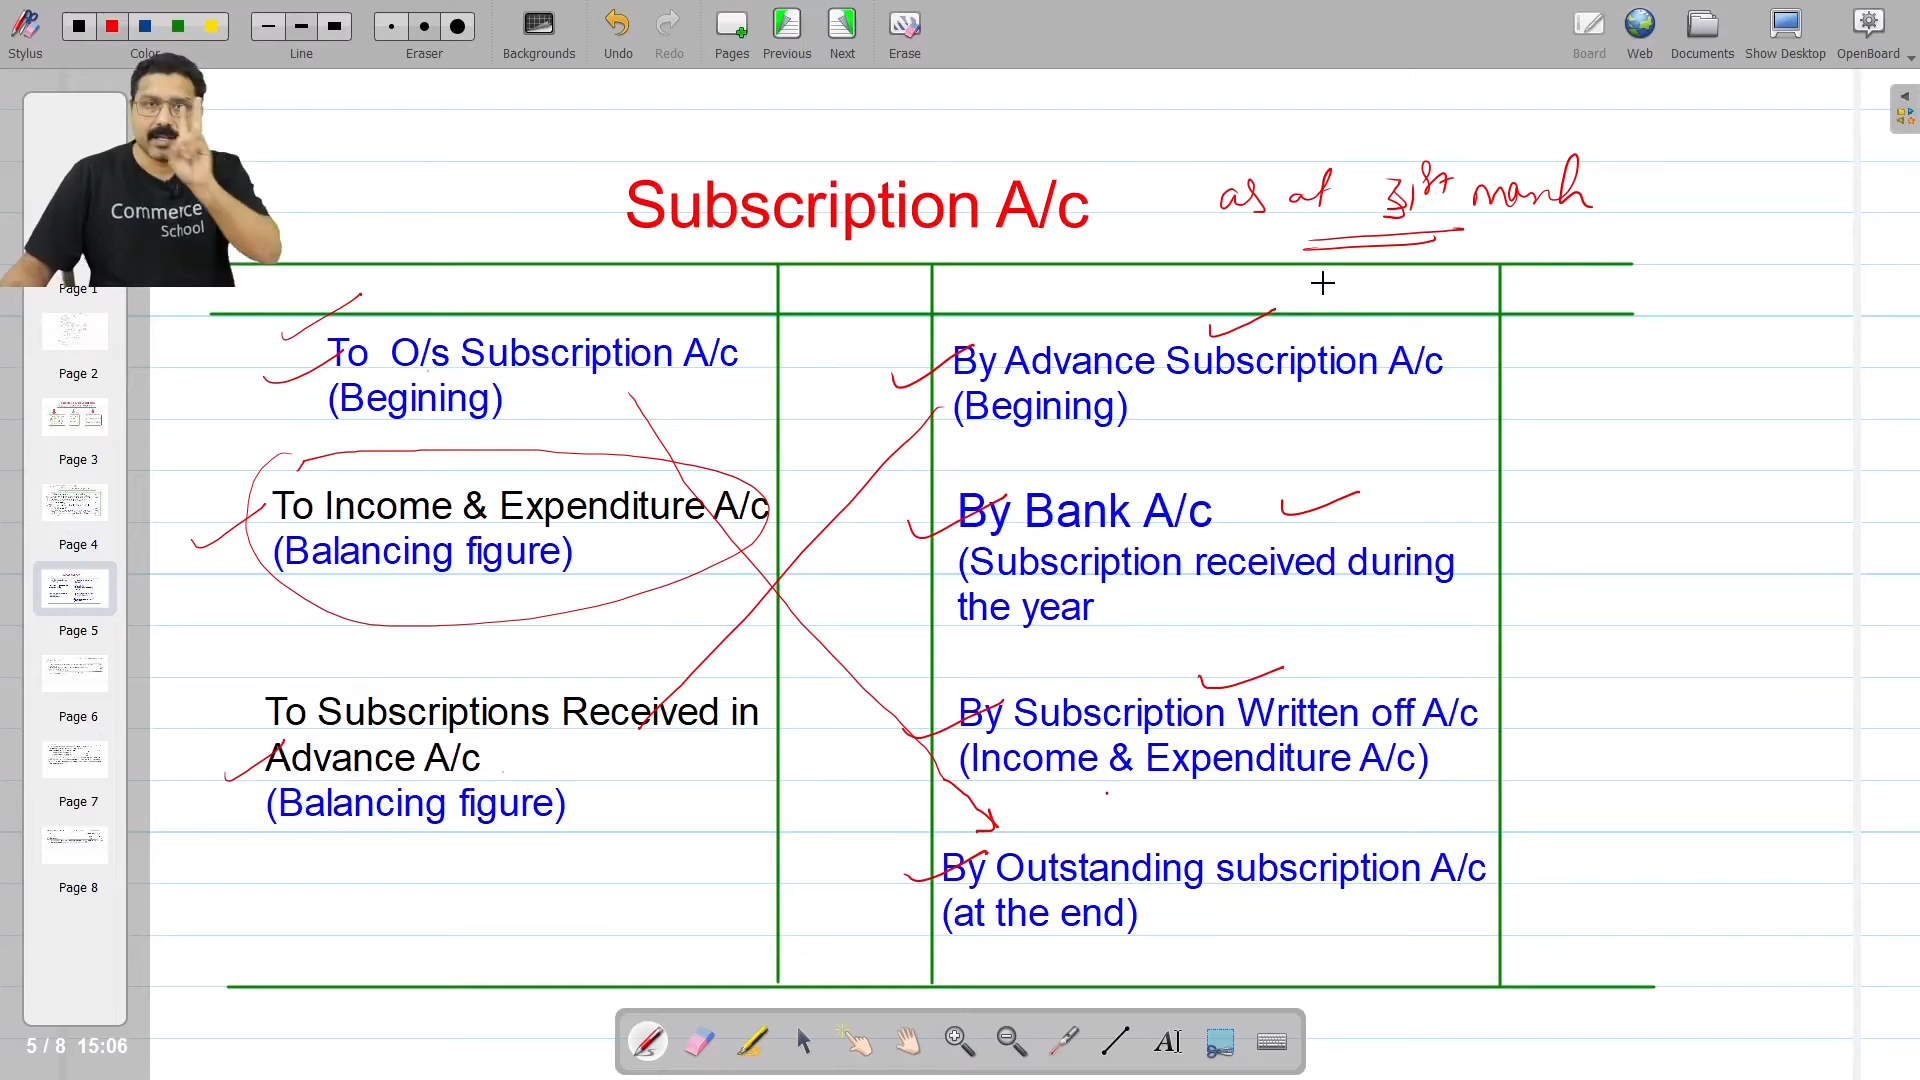 Stylus
Color
Line
Eraser
Backgrounds
Undo
Redo
Pages
Previous
Next
Erase
Board
Web
Documents
Show Desktop
OpenBoard
Commerce
School
Page 1
Page 2
Page 3
Page 4
Page 5
Page 6
Page 7
Page 8
5 / 8 15:06
Subscription A/c
as at 31st march
To O/s Subscription A/c
(Begining)
To Income & Expenditure A/c
(Balancing figure)
To Subscriptions Received in
Advance A/c
(Balancing figure)
By Advance Subscription A/c
(Begining)
By Bank A/c
(Subscription received during
the year
By Subscription Written off A/c
(Income & Expenditure A/c)
By Outstanding subscription A/c
(at the end)